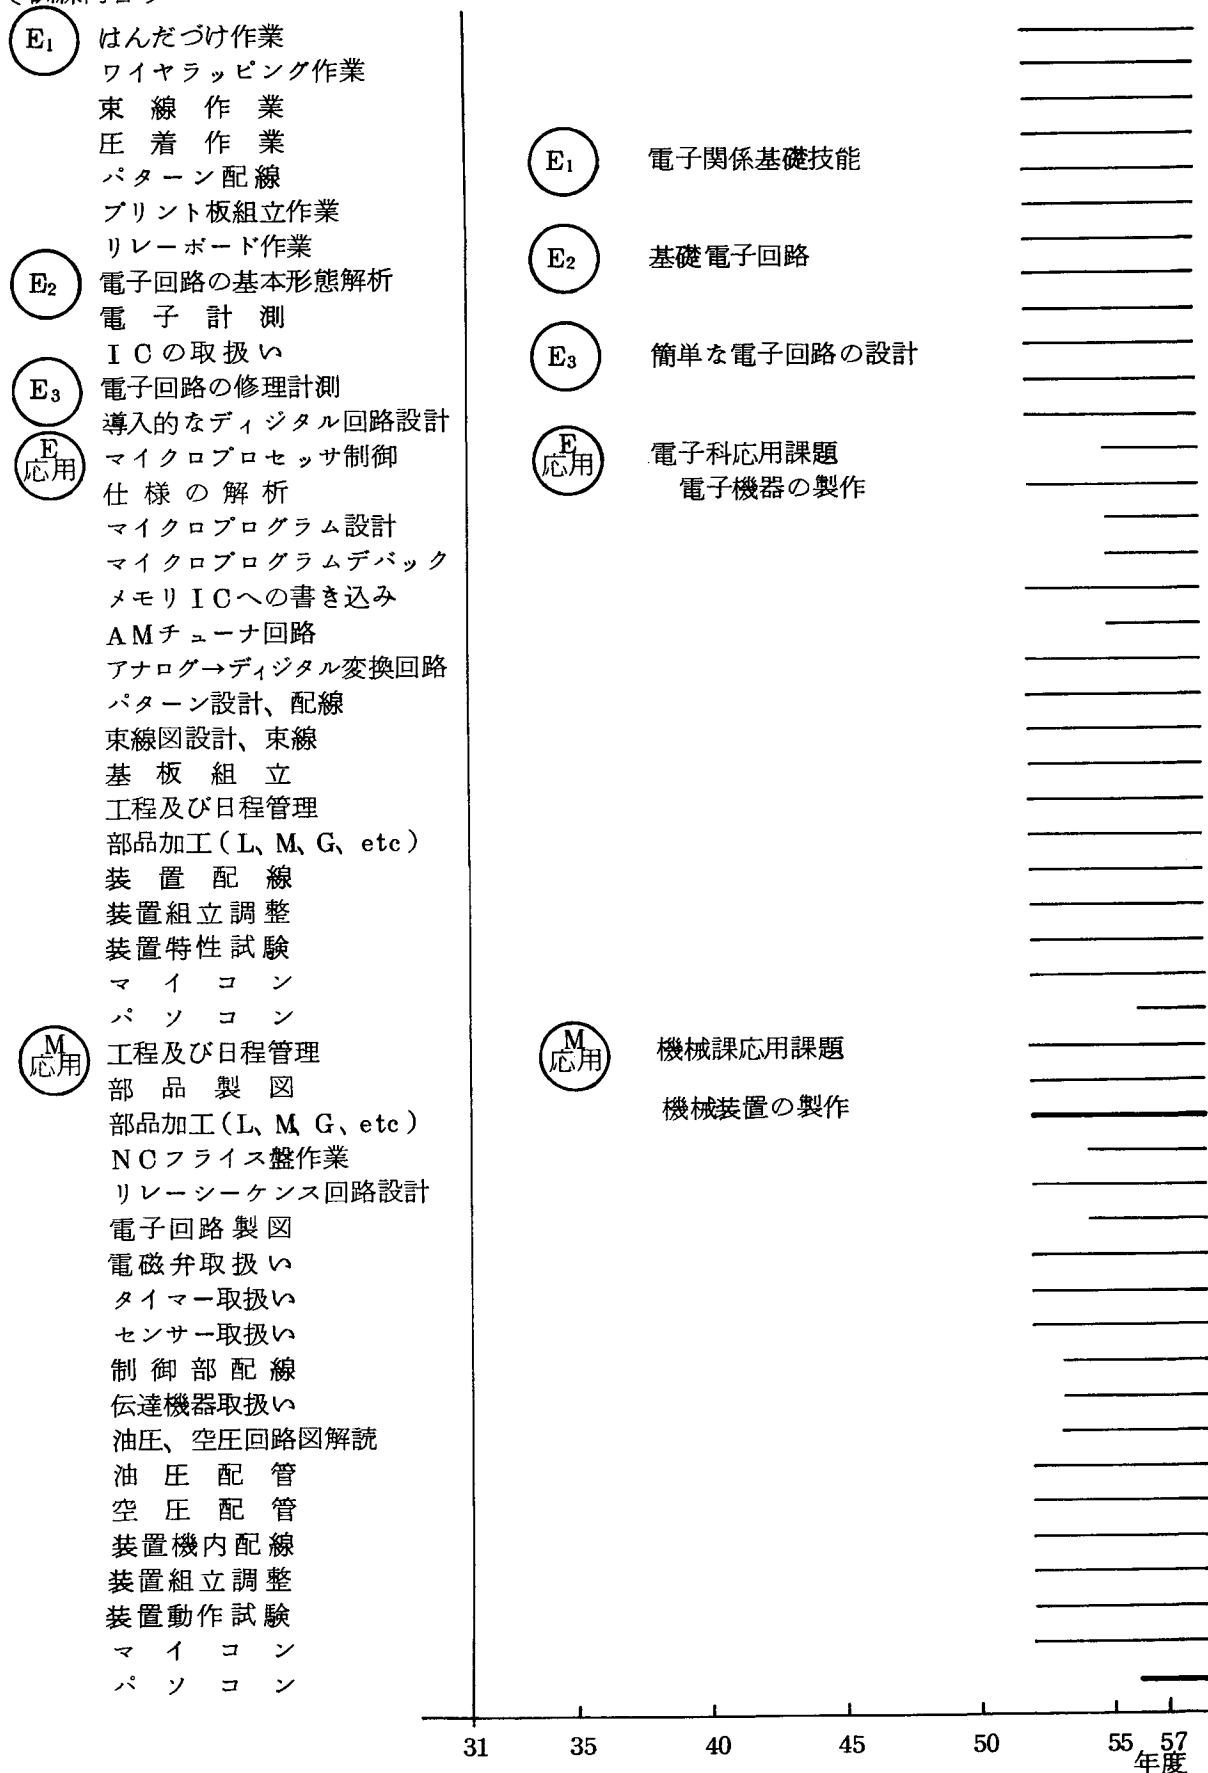 E₁ はんだづけ作業
ワイヤラッピング作業
束線作業
圧着作業
パターン配線
プリント板組立作業
リレーボード作業
E₂ 電子回路の基本形態解析
電子計測
ICの取扱い
E₃ 電子回路の修理計測
導入的なディジタル回路設計
E応用 マイクロプロセッサ制御
仕様の解析
マイクロプログラム設計
マイクロプログラムデバック
メモリICへの書き込み
AMチューナ回路
アナログ→ディジタル変換回路
パターン設計、配線
束線図設計、束線
基板組立
工程及び日程管理
部品加工(L、M、G、etc)
装置配線
装置組立調整
装置特性試験
マイコン
パソコン
M応用 工程及び日程管理
部品製図
部品加工(L、M、G、etc)
NCフライス盤作業
リレーシーケンス回路設計
電子回路製図
電磁弁取扱い
タイマー取扱い
センサー取扱い
制御部配線
伝達機器取扱い
油圧、空圧回路図解読
油圧配管
空圧配管
装置機内配線
装置組立調整
装置動作試験
マイコン
パソコン
E₁ 電子関係基礎技能
E₂ 基礎電子回路
E₃ 簡単な電子回路の設計
E応用 電子科応用課題
電子機器の製作
M応用 機械課応用課題
機械装置の製作
31 35 40 45 50 55 57
年度